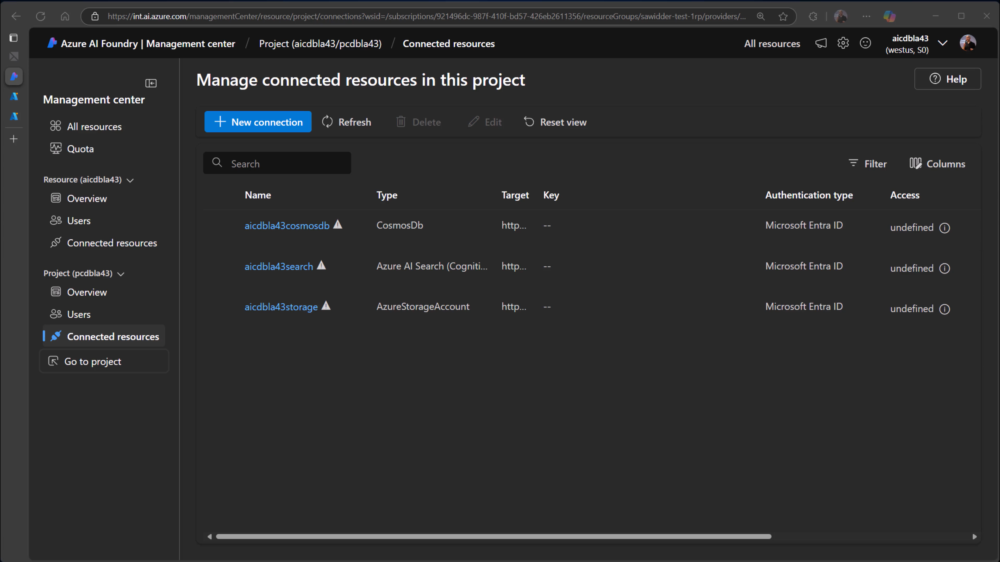 https://int.ai.azure.com/managementCenter/resource/project/connections?wsid=/subscriptions/921496dc-987f-410f-bd57-426eb2611356/resourceGroups/sawidder-test-1rp/providers/...
Azure AI Foundry | Management center / Project (aicdbla43/pcdbla43) / Connected resources
All resources
aicdbla43
(westus, S0)
Management center
All resources
Quota
Resource (aicdbla43)
Overview
Users
Connected resources
Project (pcdbla43)
Overview
Users
Connected resources
Go to project
Manage connected resources in this project
Help
New connection Refresh Delete Edit Reset view
Search
Filter Columns
Name Type Target Key Authentication type Access
aicdbla43cosmosdb CosmosDb http... -- Microsoft Entra ID undefined
aicdbla43search Azure AI Search (Cogniti... http... -- Microsoft Entra ID undefined
aicdbla43storage AzureStorageAccount http... -- Microsoft Entra ID undefined